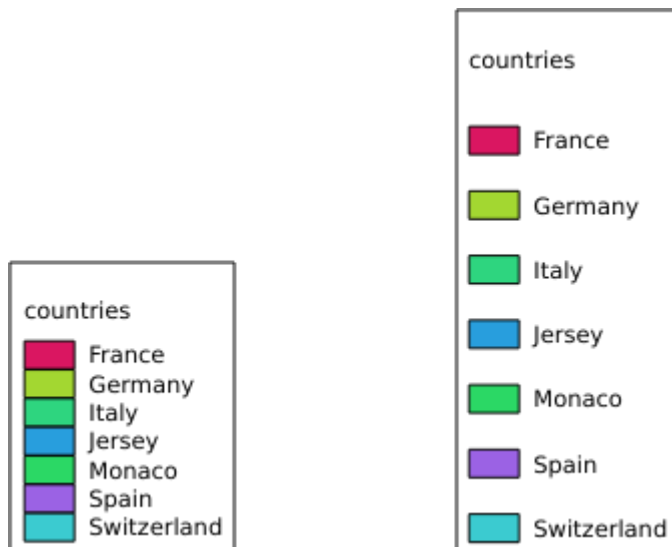 countries
France
Germany
Italy
Jersey
Monaco
Spain
Switzerland
countries
France
Germany
Italy
Jersey
Monaco
Spain
Switzerland